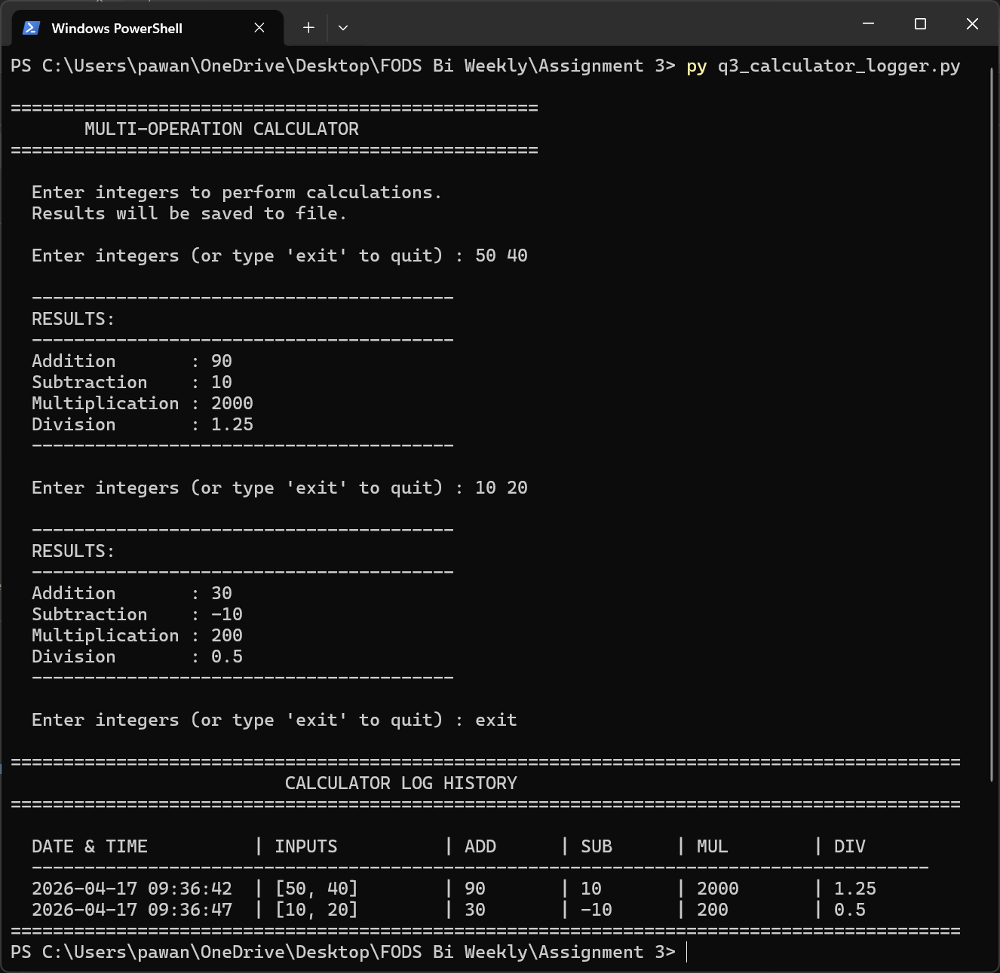 Windows PowerShell
PS C:\Users\pawan\OneDrive\Desktop\FODS Bi Weekly\Assignment 3> py q3_calculator_logger.py
==================================================
       MULTI-OPERATION CALCULATOR
==================================================
  Enter integers to perform calculations.
  Results will be saved to file.
  Enter integers (or type 'exit' to quit) : 50 40
  ----------------------------------------
  RESULTS:
  ----------------------------------------
  Addition       : 90
  Subtraction    : 10
  Multiplication : 2000
  Division       : 1.25
  ----------------------------------------
  Enter integers (or type 'exit' to quit) : 10 20
  ----------------------------------------
  RESULTS:
  ----------------------------------------
  Addition       : 30
  Subtraction    : -10
  Multiplication : 200
  Division       : 0.5
  ----------------------------------------
  Enter integers (or type 'exit' to quit) : exit
==========================================================================================
                          CALCULATOR LOG HISTORY
==========================================================================================
  DATE & TIME          | INPUTS          | ADD      | SUB      | MUL        | DIV
  -------------------------------------------------------------------------------------
  2026-04-17 09:36:42  | [50, 40]        | 90       | 10       | 2000       | 1.25
  2026-04-17 09:36:47  | [10, 20]        | 30       | -10      | 200        | 0.5
==========================================================================================
PS C:\Users\pawan\OneDrive\Desktop\FODS Bi Weekly\Assignment 3>